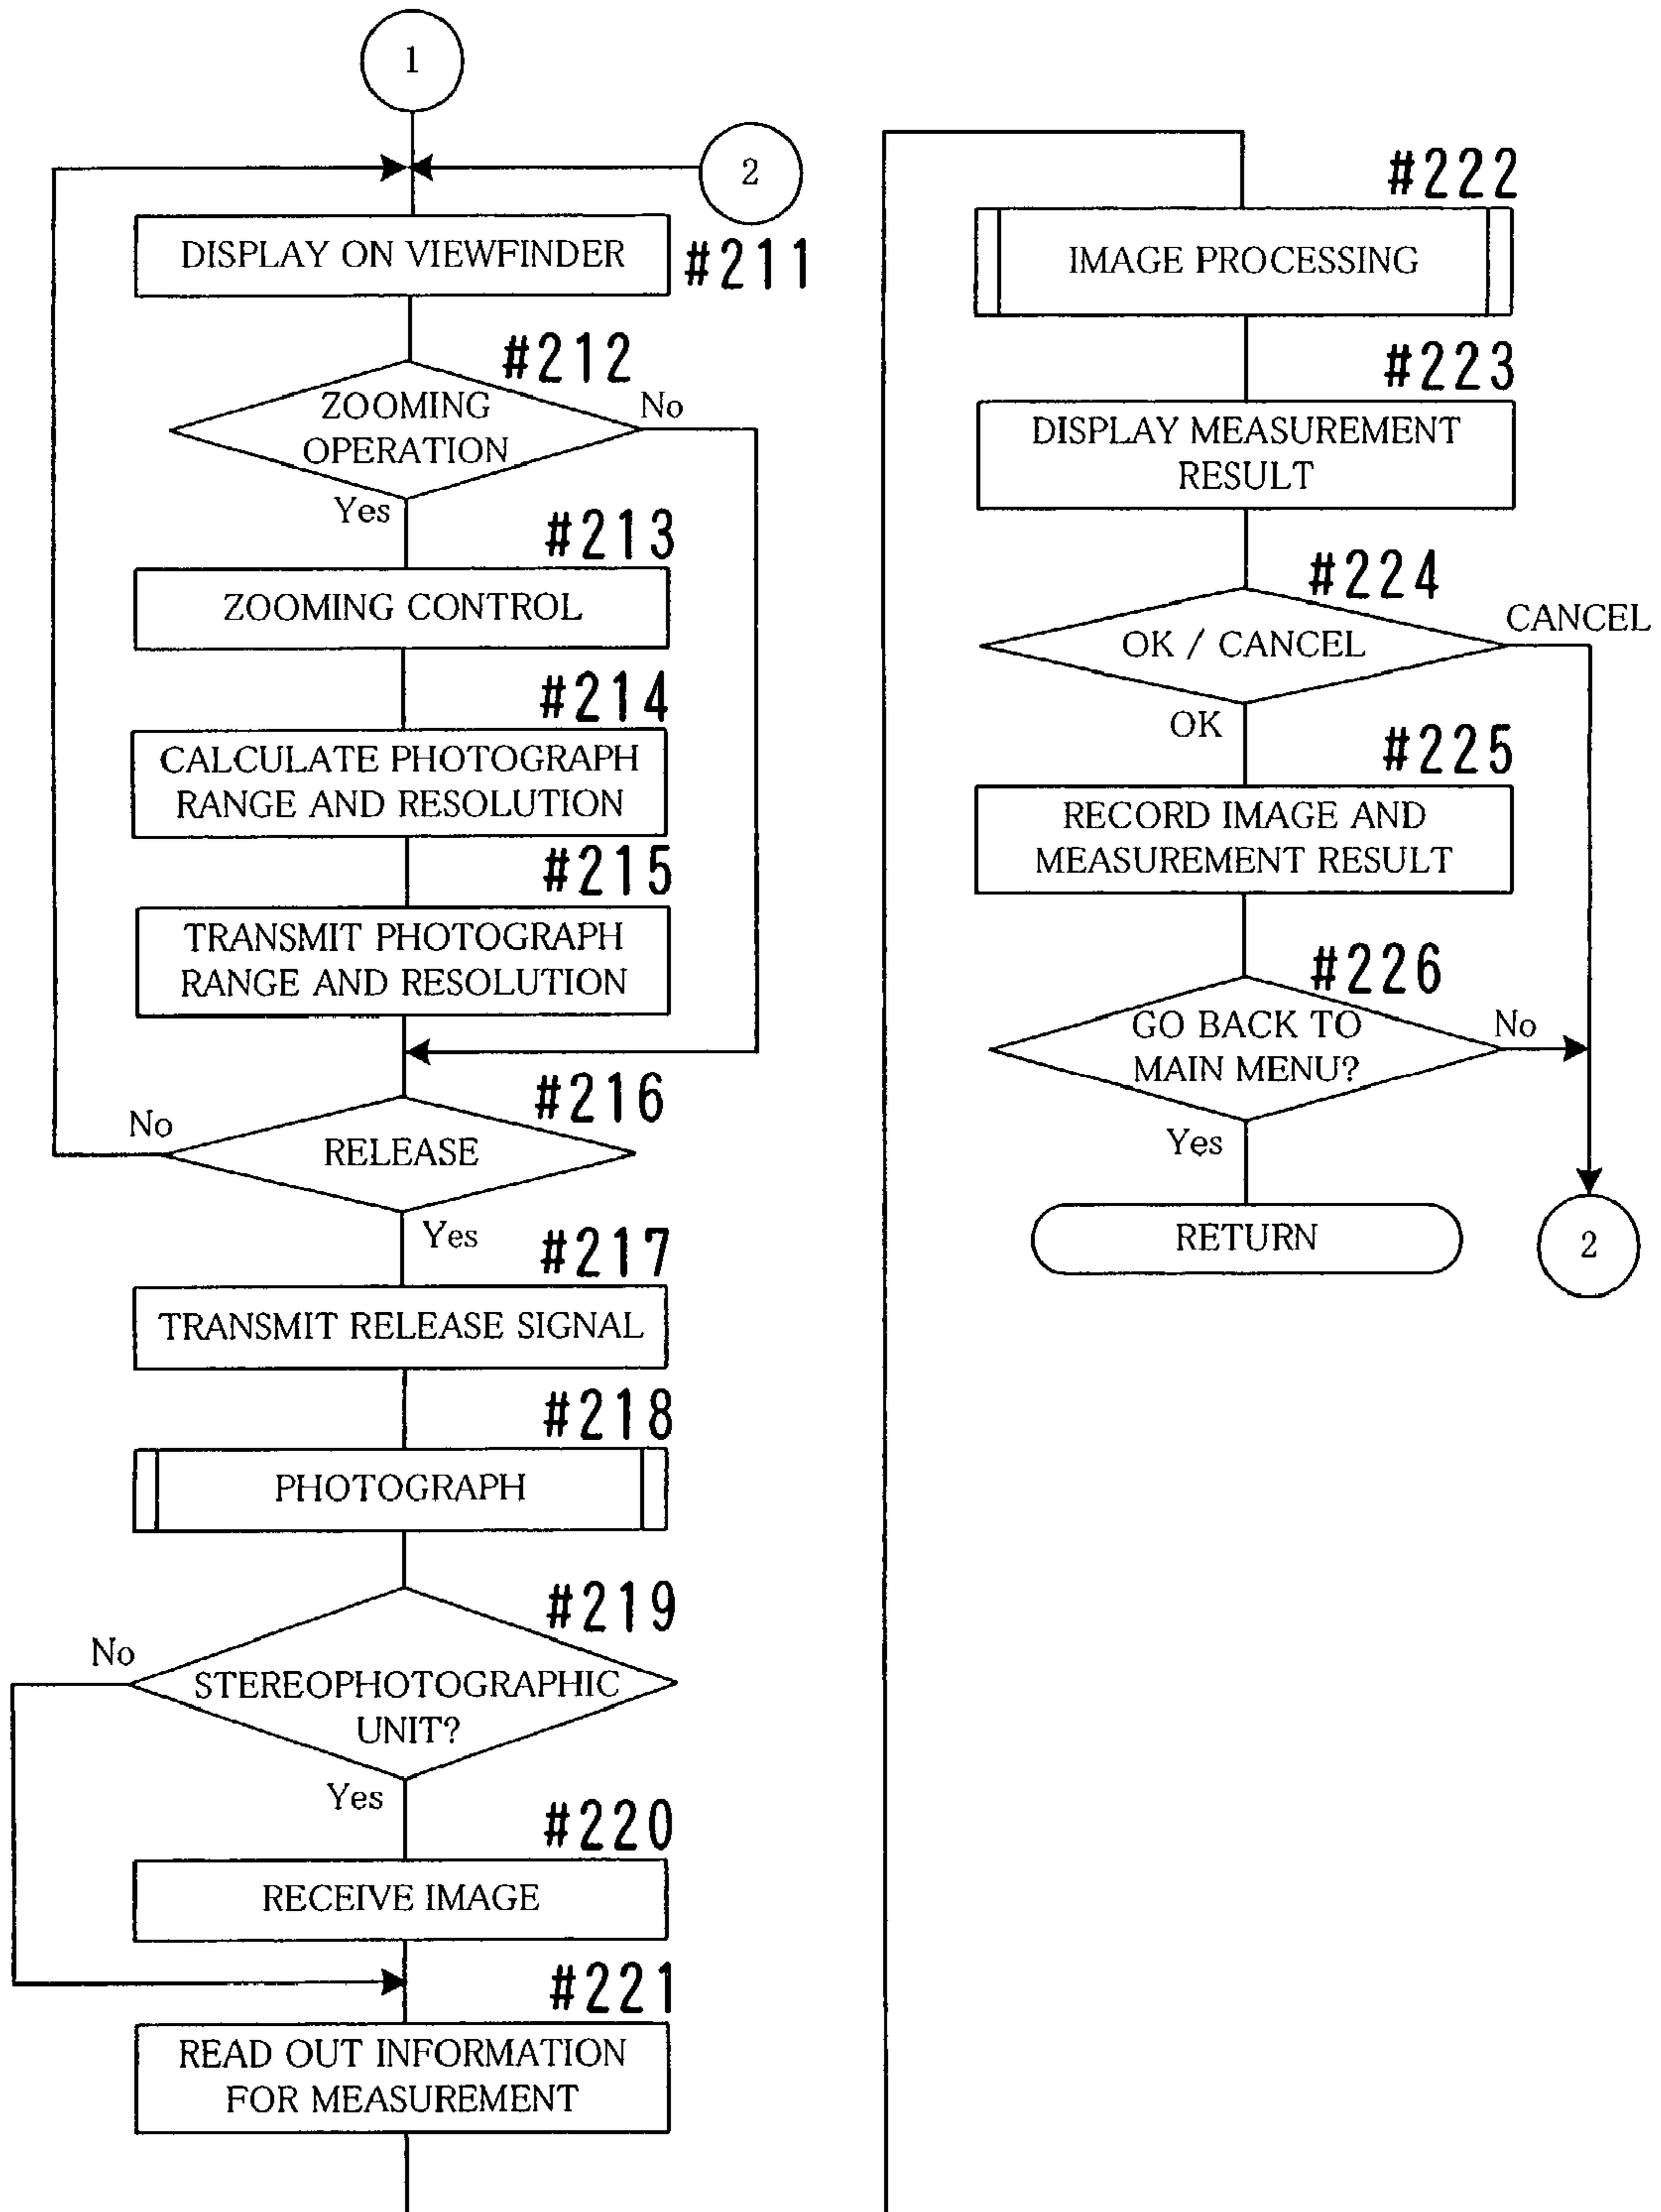 1
2
DISPLAY ON VIEWFINDER
#211
#212
ZOOMING
OPERATION
No
Yes
#213
ZOOMING CONTROL
#214
CALCULATE PHOTOGRAPH
RANGE AND RESOLUTION
#215
TRANSMIT PHOTOGRAPH
RANGE AND RESOLUTION
#216
No
RELEASE
Yes
#217
TRANSMIT RELEASE SIGNAL
#218
PHOTOGRAPH
#219
No
STEREOPHOTOGRAPHIC
UNIT?
Yes
#220
RECEIVE IMAGE
#221
READ OUT INFORMATION
FOR MEASUREMENT
#222
IMAGE PROCESSING
#223
DISPLAY MEASUREMENT
RESULT
#224
CANCEL
OK / CANCEL
OK
#225
RECORD IMAGE AND
MEASUREMENT RESULT
#226
GO BACK TO
MAIN MENU?
No
Yes
RETURN
2